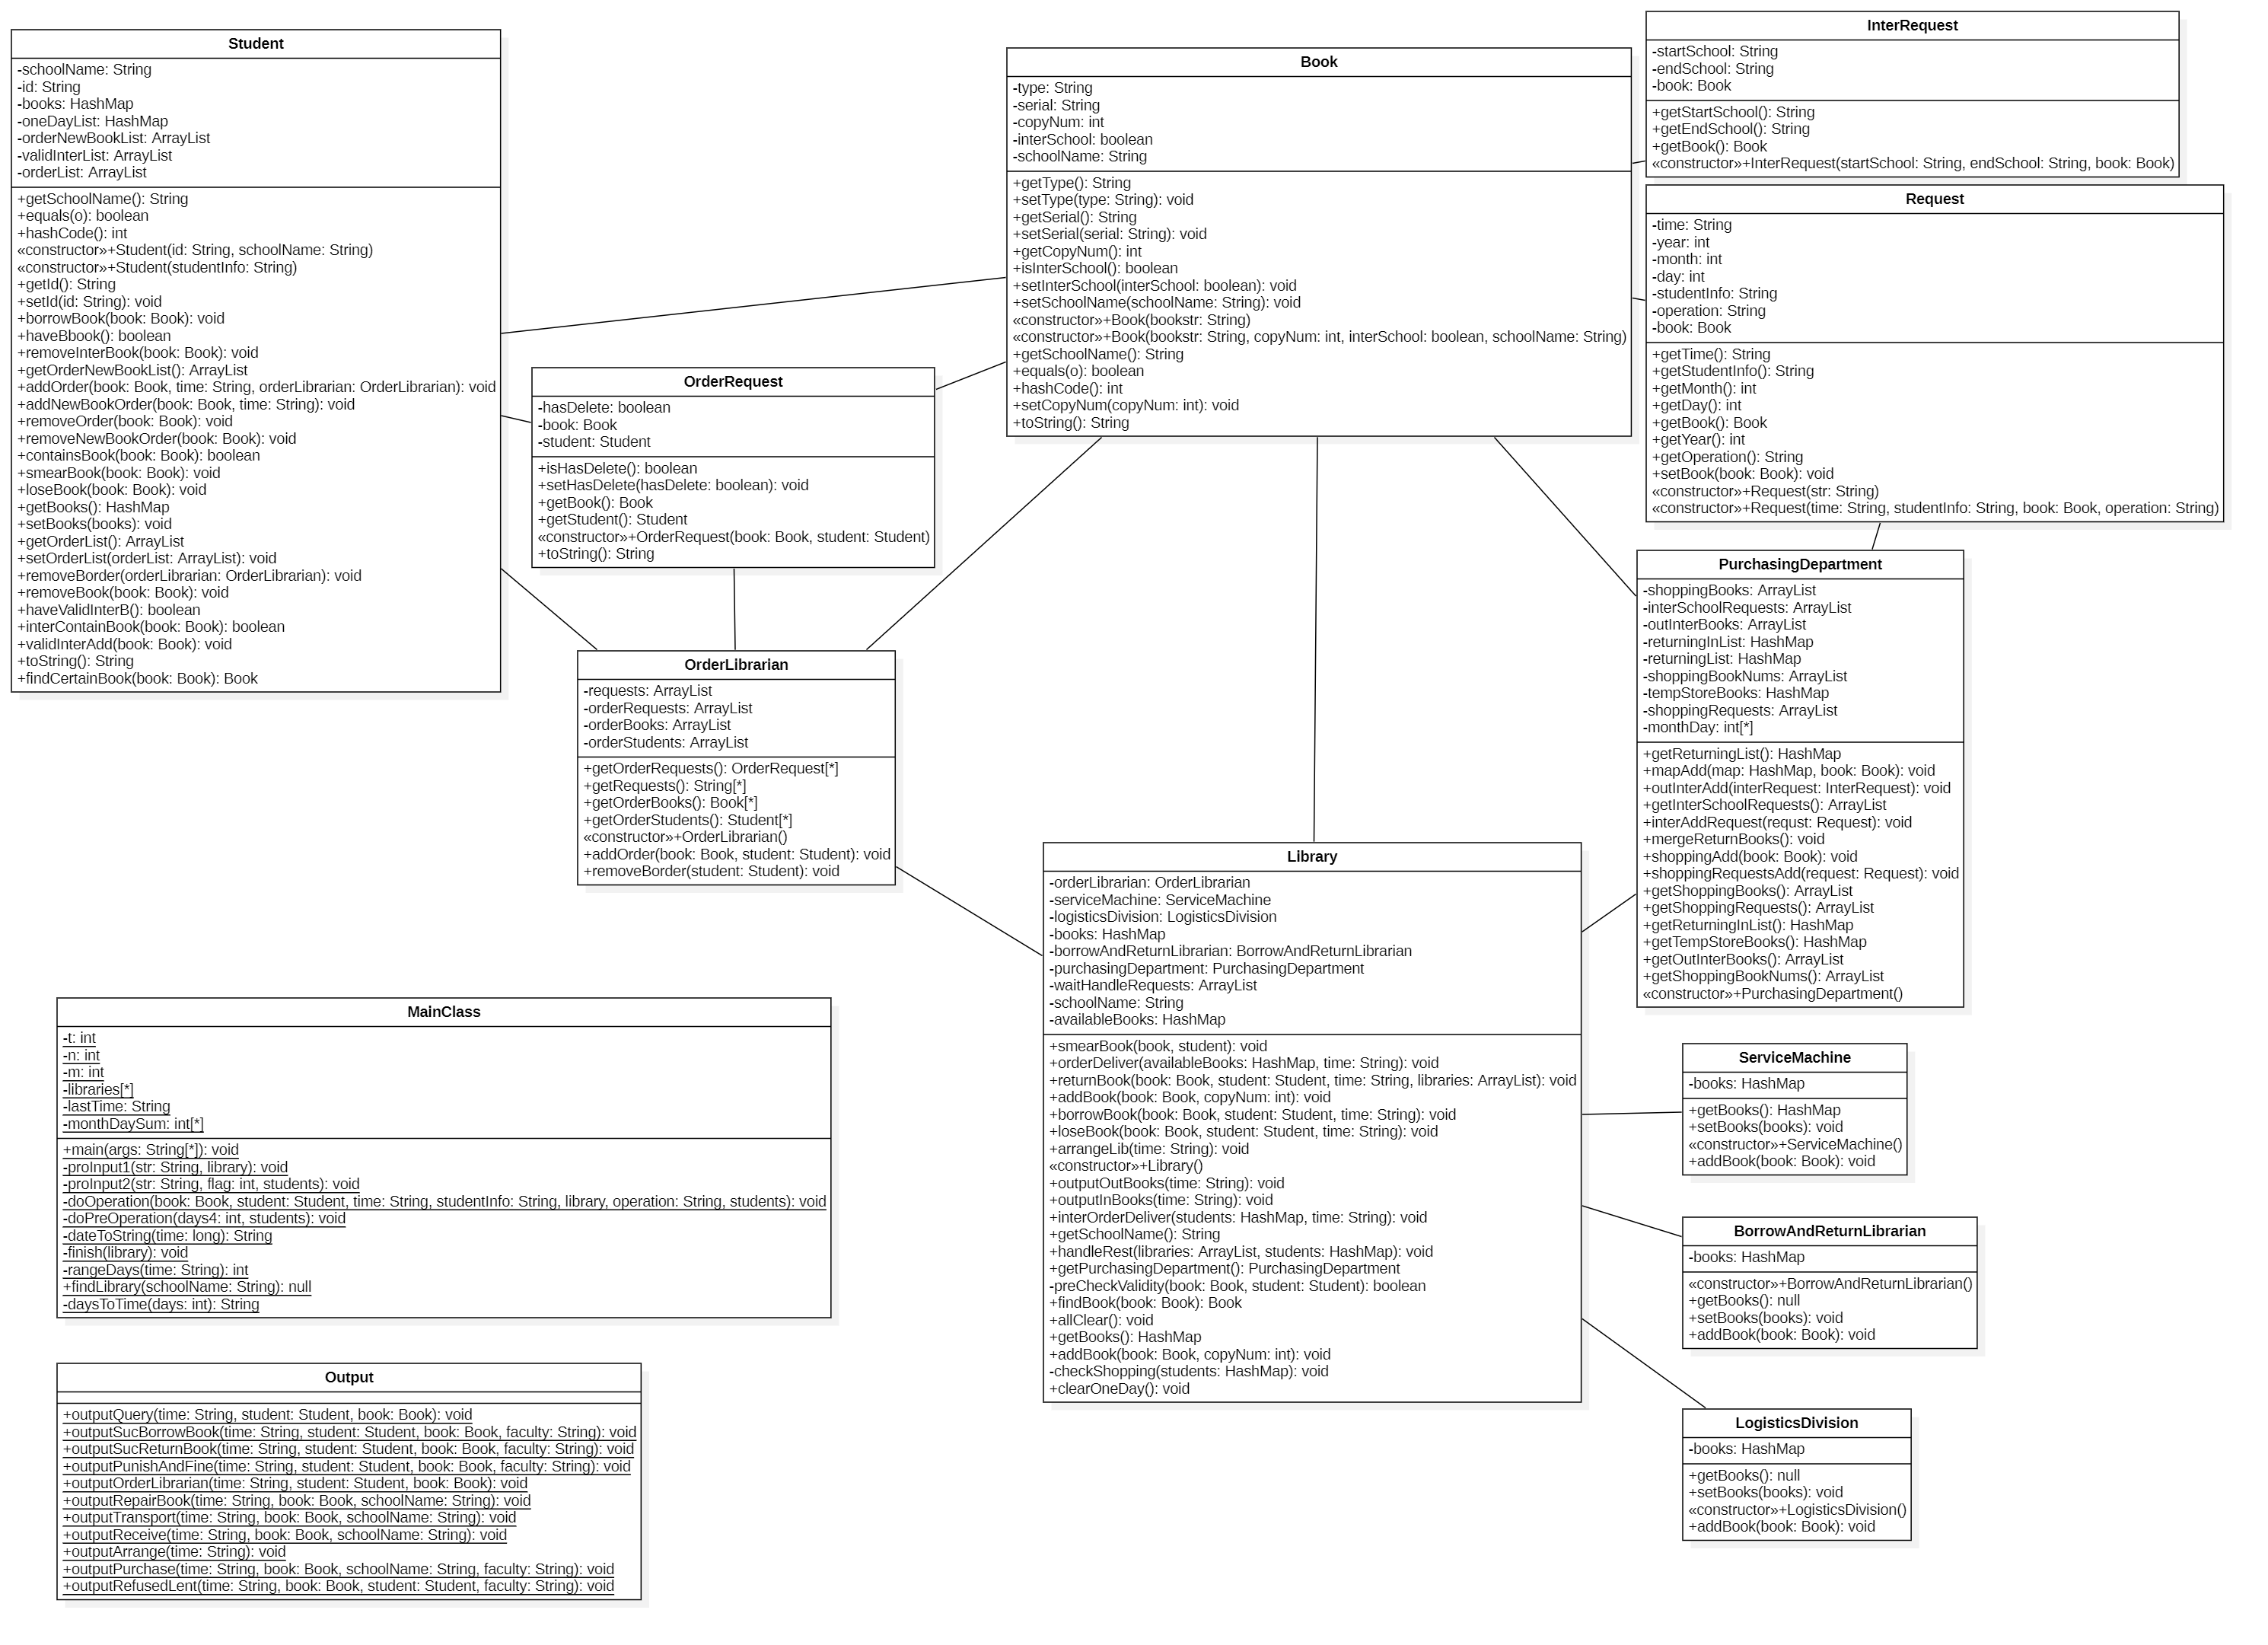 Student
-schoolName: String
-id: String
-books: HashMap
-oneDayList: HashMap
-orderNewBookList: ArrayList
-validInterList: ArrayList
-orderList: ArrayList
+getSchoolName(): String
+equals(o): boolean
+hashCode(): int
«constructor»+Student(id: String, schoolName: String)
«constructor»+Student(studentInfo: String)
+getId(): String
+setId(id: String): void
+borrowBook(book: Book): void
+haveBbook(): boolean
+removeInterBook(book: Book): void
+getOrderNewBookList(): ArrayList
+addOrder(book: Book, time: String, orderLibrarian: OrderLibrarian): void
+addNewBookOrder(book: Book, time: String): void
+removeOrder(book: Book): void
+removeNewBookOrder(book: Book): void
+containsBook(book: Book): boolean
+smearBook(book: Book): void
+loseBook(book: Book): void
+getBooks(): HashMap
+setBooks(books): void
+getOrderList(): ArrayList
+setOrderList(orderList: ArrayList): void
+removeBorder(orderLibrarian: OrderLibrarian): void
+removeBook(book: Book): void
+haveValidInterB(): boolean
+interContainBook(book: Book): boolean
+validInterAdd(book: Book): void
+toString(): String
+findCertainBook(book: Book): Book
Book
-type: String
-serial: String
-copyNum: int
-interSchool: boolean
-schoolName: String
+getType(): String
+setType(type: String): void
+getSerial(): String
+setSerial(serial: String): void
+getCopyNum(): int
+isInterSchool(): boolean
+setInterSchool(interSchool: boolean): void
+setSchoolName(schoolName: String): void
«constructor»+Book(bookstr: String)
«constructor»+Book(bookstr: String, copyNum: int, interSchool: boolean, schoolName: String)
+getSchoolName(): String
+equals(o): boolean
+hashCode(): int
+setCopyNum(copyNum: int): void
+toString(): String
InterRequest
-startSchool: String
-endSchool: String
-book: Book
+getStartSchool(): String
+getEndSchool(): String
+getBook(): Book
«constructor»+InterRequest(startSchool: String, endSchool: String, book: Book)
Request
-time: String
-year: int
-month: int
-day: int
-studentInfo: String
-operation: String
-book: Book
+getTime(): String
+getStudentInfo(): String
+getMonth(): int
+getDay(): int
+getBook(): Book
+getYear(): int
+getOperation(): String
+setBook(book: Book): void
«constructor»+Request(str: String)
«constructor»+Request(time: String, studentInfo: String, book: Book, operation: String)
OrderRequest
-hasDelete: boolean
-book: Book
-student: Student
+isHasDelete(): boolean
+setHasDelete(hasDelete: boolean): void
+getBook(): Book
+getStudent(): Student
«constructor»+OrderRequest(book: Book, student: Student)
+toString(): String
PurchasingDepartment
-shoppingBooks: ArrayList
-interSchoolRequests: ArrayList
-outInterBooks: ArrayList
-returningInList: HashMap
-returningList: HashMap
-shoppingBookNums: ArrayList
-tempStoreBooks: HashMap
-shoppingRequests: ArrayList
-monthDay: int[*]
+getReturningList(): HashMap
+mapAdd(map: HashMap, book: Book): void
+outInterAdd(interRequest: InterRequest): void
+getInterSchoolRequests(): ArrayList
+interAddRequest(requst: Request): void
+mergeReturnBooks(): void
+shoppingAdd(book: Book): void
+shoppingRequestsAdd(request: Request): void
+getShoppingBooks(): ArrayList
+getShoppingRequests(): ArrayList
+getReturningInList(): HashMap
+getTempStoreBooks(): HashMap
+getOutInterBooks(): ArrayList
+getShoppingBookNums(): ArrayList
«constructor»+PurchasingDepartment()
OrderLibrarian
-requests: ArrayList
-orderRequests: ArrayList
-orderBooks: ArrayList
-orderStudents: ArrayList
+getOrderRequests(): OrderRequest[*]
+getRequests(): String[*]
+getOrderBooks(): Book[*]
+getOrderStudents(): Student[*]
«constructor»+OrderLibrarian()
+addOrder(book: Book, student: Student): void
+removeBorder(student: Student): void
Library
-orderLibrarian: OrderLibrarian
-serviceMachine: ServiceMachine
-logisticsDivision: LogisticsDivision
-books: HashMap
-borrowAndReturnLibrarian: BorrowAndReturnLibrarian
-purchasingDepartment: PurchasingDepartment
-waitHandleRequests: ArrayList
-schoolName: String
-availableBooks: HashMap
+smearBook(book, student): void
+orderDeliver(availableBooks: HashMap, time: String): void
+returnBook(book: Book, student: Student, time: String, libraries: ArrayList): void
+addBook(book: Book, copyNum: int): void
+borrowBook(book: Book, student: Student, time: String): void
+loseBook(book: Book, student: Student, time: String): void
+arrangeLib(time: String): void
«constructor»+Library()
+outputOutBooks(time: String): void
+outputInBooks(time: String): void
+interOrderDeliver(students: HashMap, time: String): void
+getSchoolName(): String
+handleRest(libraries: ArrayList, students: HashMap): void
+getPurchasingDepartment(): PurchasingDepartment
-preCheckValidity(book: Book, student: Student): boolean
+findBook(book: Book): Book
+allClear(): void
+getBooks(): HashMap
+addBook(book: Book, copyNum: int): void
-checkShopping(students: HashMap): void
+clearOneDay(): void
MainClass
-t: int
-n: int
-m: int
-libraries[*]
-lastTime: String
-monthDaySum: int[*]
+main(args: String[*]): void
-proInput1(str: String, library): void
-proInput2(str: String, flag: int, students): void
-doOperation(book: Book, student: Student, time: String, studentInfo: String, library, operation: String, students): void
-doPreOperation(days4: int, students): void
-dateToString(time: long): String
-finish(library): void
-rangeDays(time: String): int
+findLibrary(schoolName: String): null
-daysToTime(days: int): String
ServiceMachine
-books: HashMap
+getBooks(): HashMap
+setBooks(books): void
«constructor»+ServiceMachine()
+addBook(book: Book): void
BorrowAndReturnLibrarian
-books: HashMap
«constructor»+BorrowAndReturnLibrarian()
+getBooks(): null
+setBooks(books): void
+addBook(book: Book): void
LogisticsDivision
-books: HashMap
+getBooks(): null
+setBooks(books): void
«constructor»+LogisticsDivision()
+addBook(book: Book): void
Output
+outputQuery(time: String, student: Student, book: Book): void
+outputSucBorrowBook(time: String, student: Student, book: Book, faculty: String): void
+outputSucReturnBook(time: String, student: Student, book: Book, faculty: String): void
+outputPunishAndFine(time: String, student: Student, book: Book, faculty: String): void
+outputOrderLibrarian(time: String, student: Student, book: Book): void
+outputRepairBook(time: String, book: Book, schoolName: String): void
+outputTransport(time: String, book: Book, schoolName: String): void
+outputReceive(time: String, book: Book, schoolName: String): void
+outputArrange(time: String): void
+outputPurchase(time: String, book: Book, schoolName: String, faculty: String): void
+outputRefusedLent(time: String, book: Book, student: Student, faculty: String): void